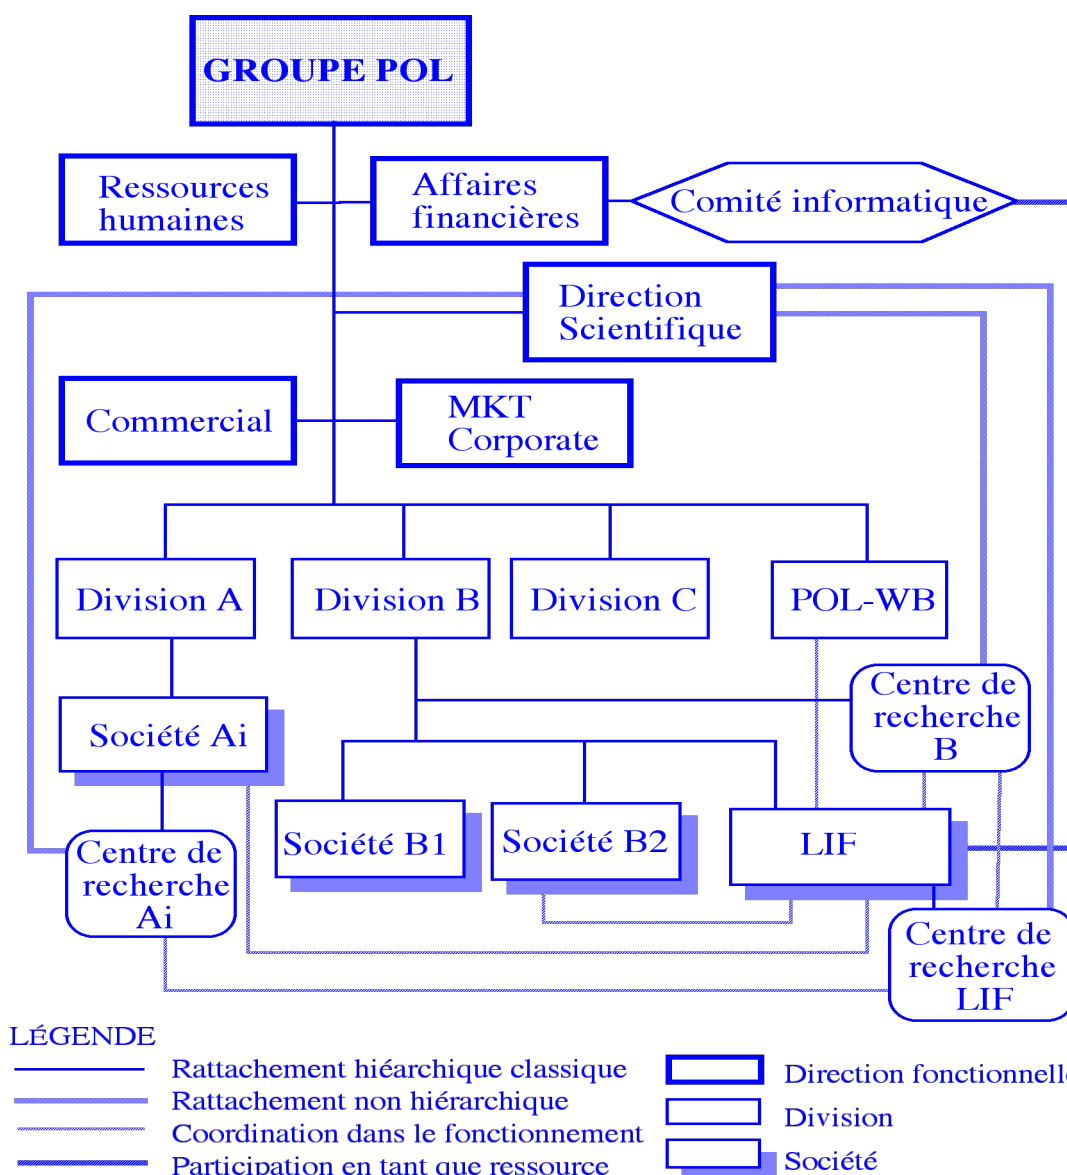 GROUPE POL
Ressources
humaines
Affaires
financières
Comité informatique
Direction
Scientifique
Commercial
MKT
Corporate
Division A
Division B
Division C
POL-WB
Société Ai
Centre de
recherche
B
Société B1
Société B2
LIF
Centre de
recherche
Ai
Centre de
recherche
LIF
LÉGENDE
Rattachement hiéarchique classique
Rattachement non hiérarchique
Coordination dans le fonctionnement
Participation en tant que ressource
Direction fonctionnelle
Division
Société